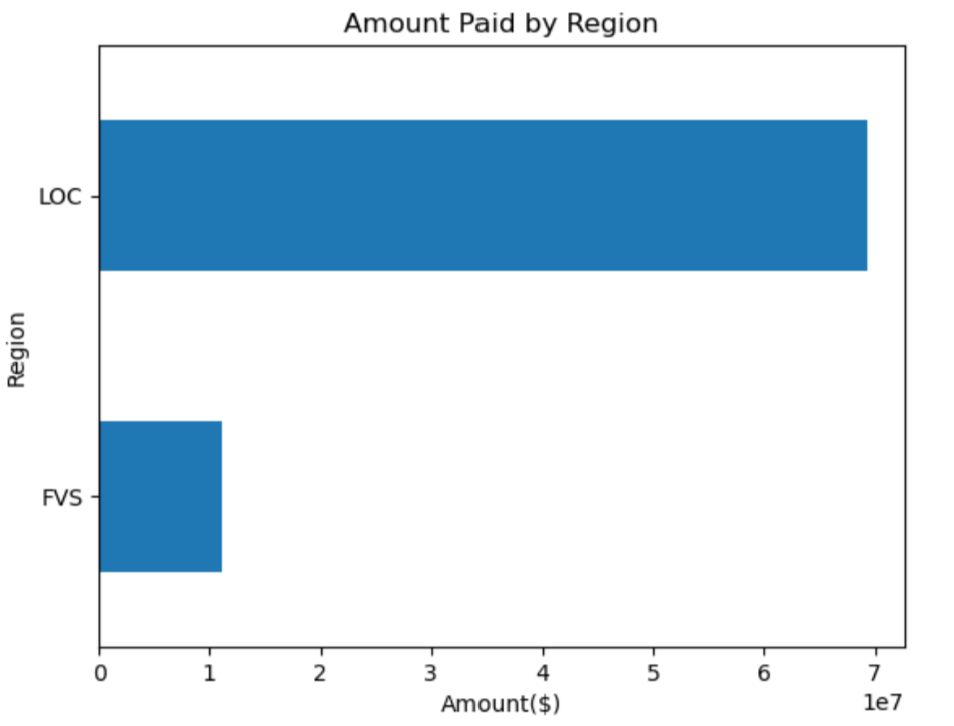 Amount Paid by Region
LOC
Region
FVS
0 1 2 3 4 5 6 7
1e7
Amount($)